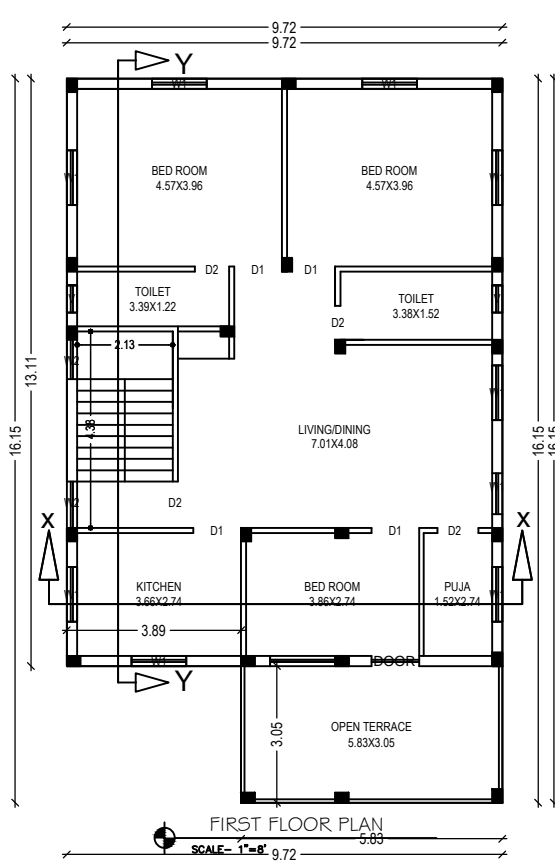 9.72
9.72
Y
W1
W1
BED ROOM
4.57X3.96
BED ROOM
4.57X3.96
D2
D1
D1
TOILET
3.39X1.22
TOILET
3.38X1.52
D2
2.13
13.11
16.15
16.15
16.15
4.38
LIVING/DINING
7.01X4.08
D2
X
D1
D1
D2
X
KITCHEN
3.66X2.74
BED ROOM
3.86X2.74
PUJA
1.52X2.74
3.89
W1
DOOR
Y
3.05
OPEN TERRACE
5.83X3.05
FIRST FLOOR PLAN
5.83
SCALE- 1"=8'
9.72